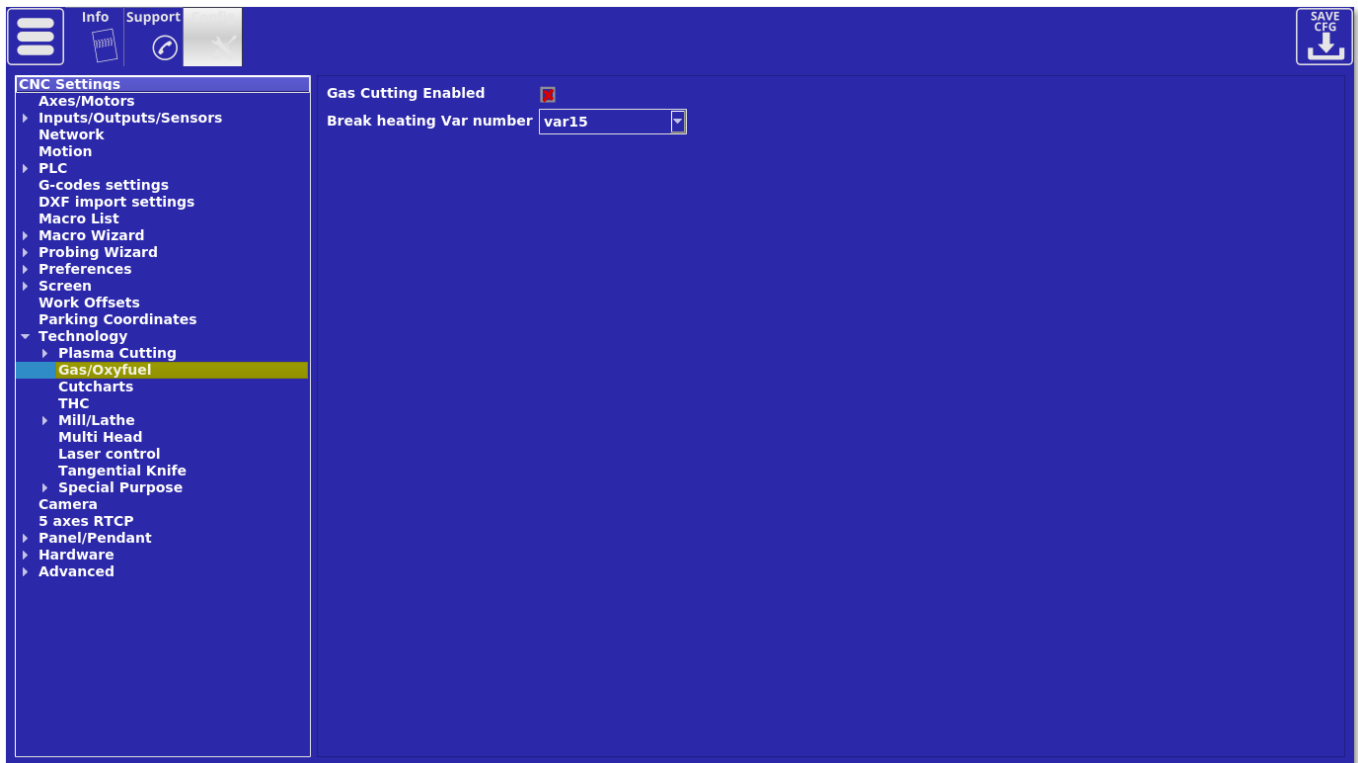 Info
Support
SAVE
CFG
CNC Settings
Axes/Motors
Inputs/Outputs/Sensors
Network
Motion
PLC
G-codes settings
DXF import settings
Macro List
Macro Wizard
Probing Wizard
Preferences
Screen
Work Offsets
Parking Coordinates
Technology
Plasma Cutting
Gas/Oxyfuel
Cutcharts
THC
Mill/Lathe
Multi Head
Laser control
Tangential Knife
Special Purpose
Camera
5 axes RTCP
Panel/Pendant
Hardware
Advanced
Gas Cutting Enabled
Break heating Var number var15